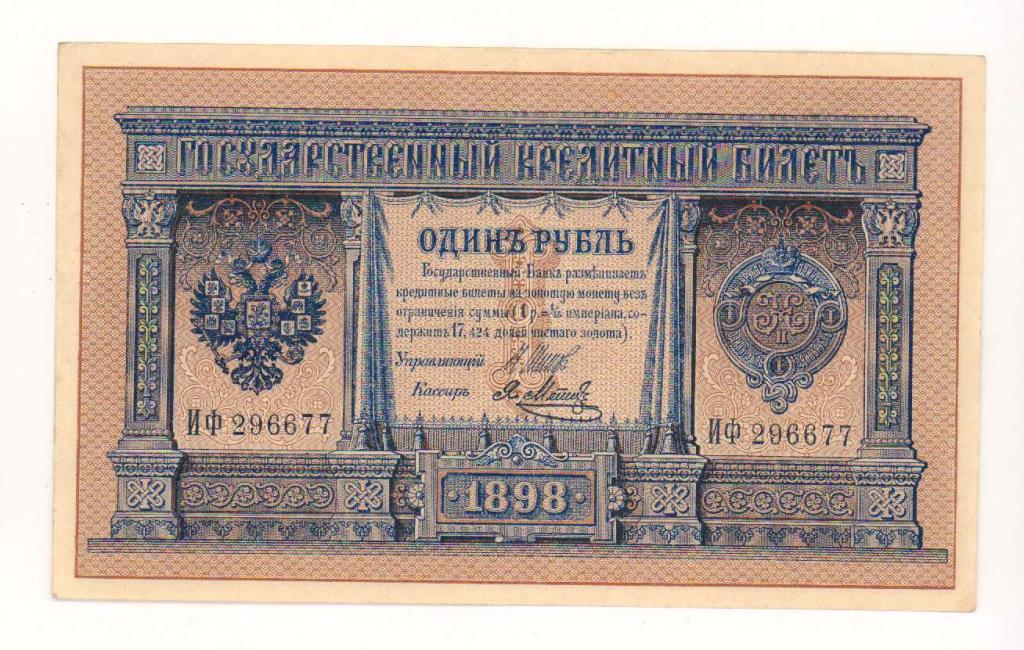 ГОСУДАРСТВЕННЫЙ КРЕДИТНЫЙ БИЛЕТЪ
ОДИНЪ РУБЛЬ
Государственный Банкъ размѣниваетъ
кредитные билеты на золотую монету безъ
ограниченія суммы (1 р.= 1/15 имперіала, со-
держитъ 17,424 долей чистаго золота).
Управляющій
Кассиръ
ИФ 296677
ИФ 296677
1898